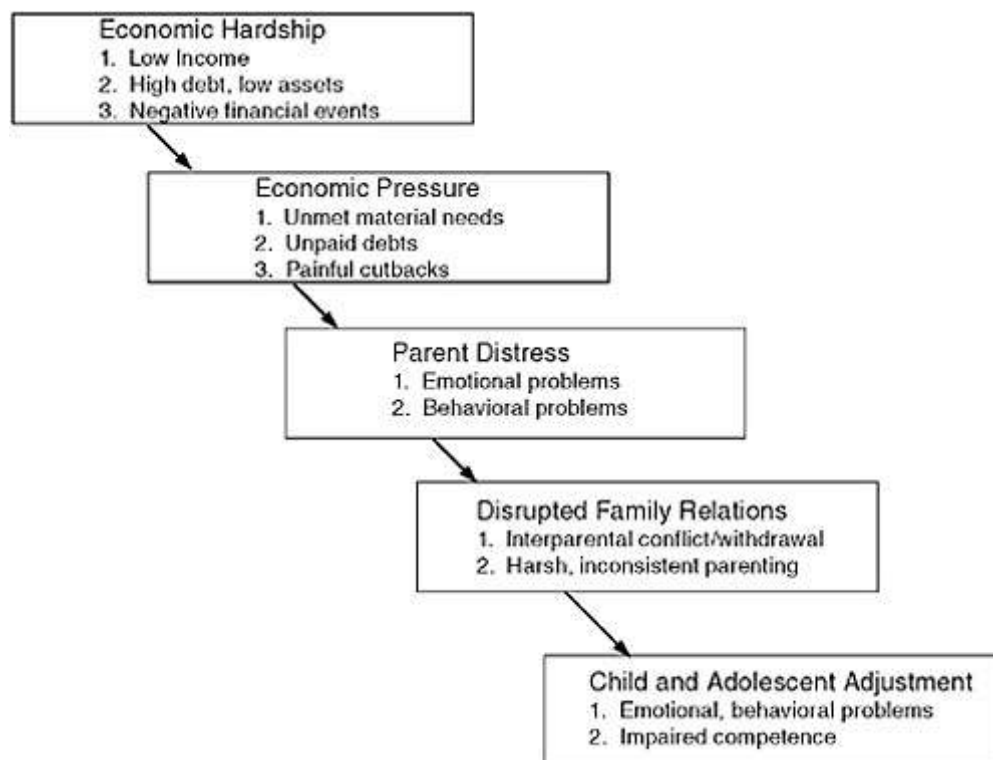 Economic Hardship
1. Low Income
2. High debt, low assets
3. Negative financial events
Economic Pressure
1. Unmet material needs
2. Unpaid debts
3. Painful cutbacks
Parent Distress
1. Emotional problems
2. Behavioral problems
Disrupted Family Relations
1. Interparental conflict/withdrawal
2. Harsh, inconsistent parenting
Child and Adolescent Adjustment
1. Emotional, behavioral problems
2. Impaired competence